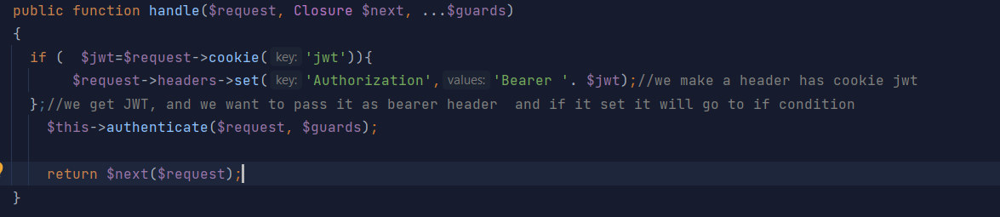 public function handle($request, Closure $next, ...$guards)
{
if (  $jwt=$request->cookie( key: 'jwt')){
$request->headers->set( key: 'Authorization', values: 'Bearer '. $jwt);//we make a header has cookie jwt
};//we get JWT, and we want to pass it as bearer header  and if it set it will go to if condition
$this->authenticate($request, $guards);
return $next($request);
}